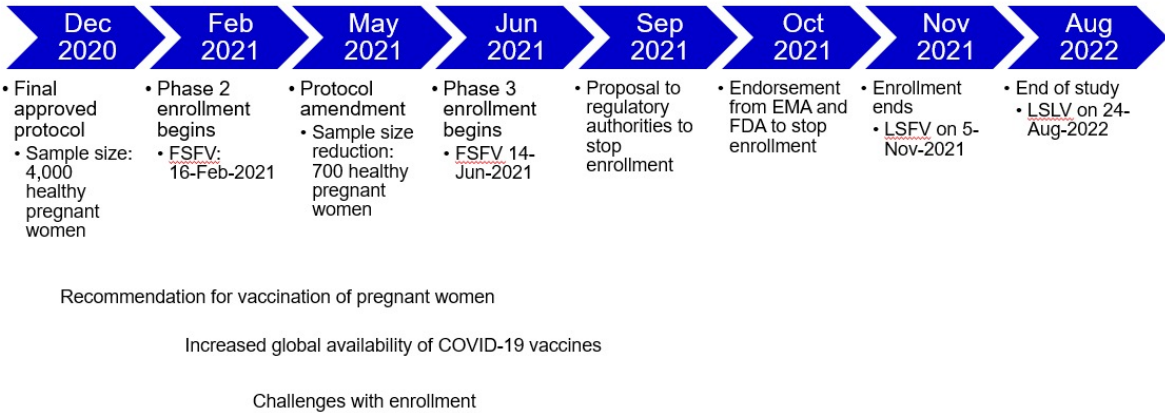 Dec
2020
Feb
2021
May
2021
Jun
2021
Sep
2021
Oct
2021
Nov
2021
Aug
2022
• Final
approved
protocol
• Sample size:
4,000
healthy
pregnant
women
• Phase 2
enrollment
begins
• FSFV:
16-Feb-2021
• Protocol
amendment
• Sample size
reduction:
700 healthy
pregnant
women
• Phase 3
enrollment
begins
• FSFV 14-
Jun-2021
• Proposal to
regulatory
authorities to
stop
enrollment
• Endorsement
from EMA and
FDA to stop
enrollment
• Enrollment
ends
• LSFV on 5-
Nov-2021
• End of study
• LSLV on 24-
Aug-2022
Recommendation for vaccination of pregnant women
Increased global availability of COVID-19 vaccines
Challenges with enrollment